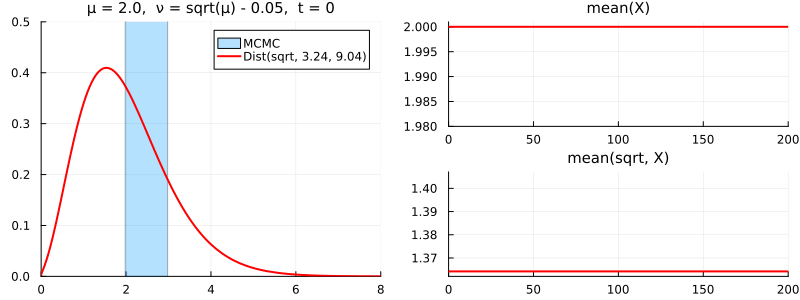 μ = 2.0,  ν = sqrt(μ) - 0.05,  t = 0
0.5
0.4
0.3
0.2
0.1
0.0
0 2 4 6 8
MCMC
Dist(sqrt, 3.24, 9.04)
mean(X)
2.000
1.995
1.990
1.985
1.980
0 50 100 150 200
mean(sqrt, X)
1.40
1.39
1.38
1.37
0 50 100 150 200